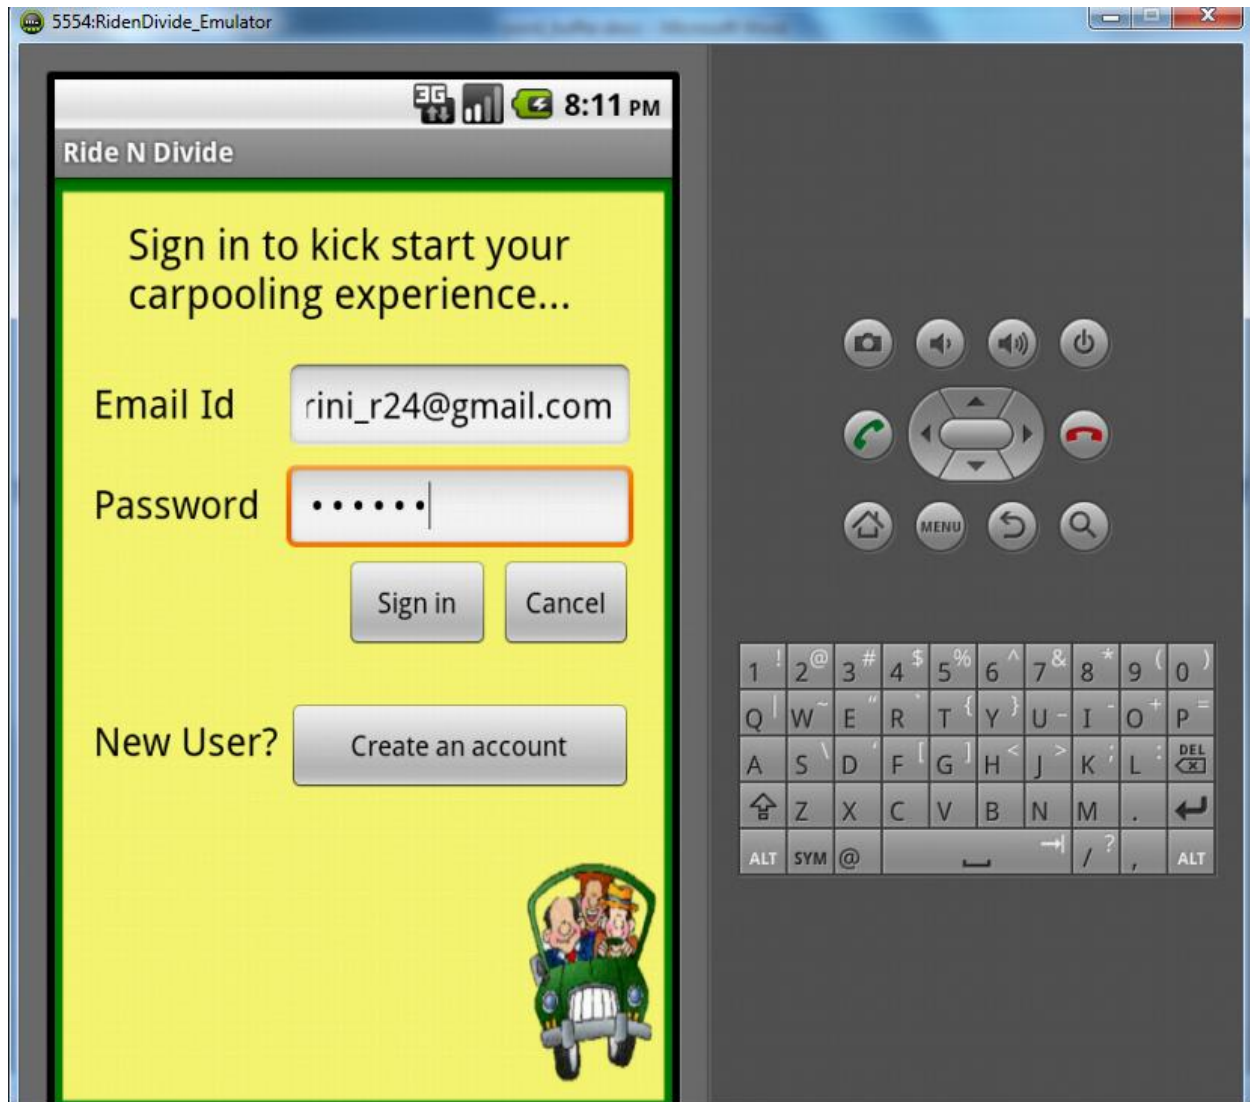 5554:RidenDivide_Emulator
3G 8:11 PM
Ride N Divide
Sign in to kick start your
carpooling experience...
Email Id rini_r24@gmail.com
Password ••••••
Sign in Cancel
New User? Create an account
MENU
1 ! 2 @ 3 # 4 $ 5 % 6 ^ 7 & 8 * 9 ( 0 )
Q | W ~ E " R ` T { Y } U - I - O + P =
A S \ D ' F [ G ] H < J > K ; L : DEL
Z X C V B N M .
ALT SYM @ / ? , ALT